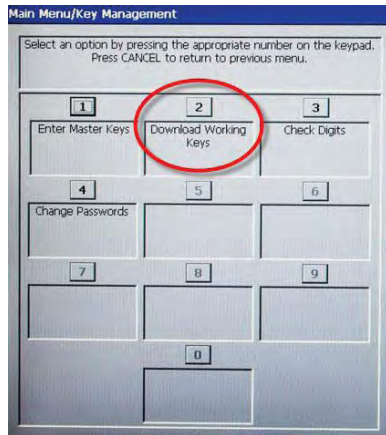 Main Menu/Key Management
Select an option by pressing the appropriate number on the keypad.
Press CANCEL to return to previous menu.
1 2 3
Enter Master Keys Download Working Check Digits
Keys
4 5 6
Change Passwords
7 8 9
0